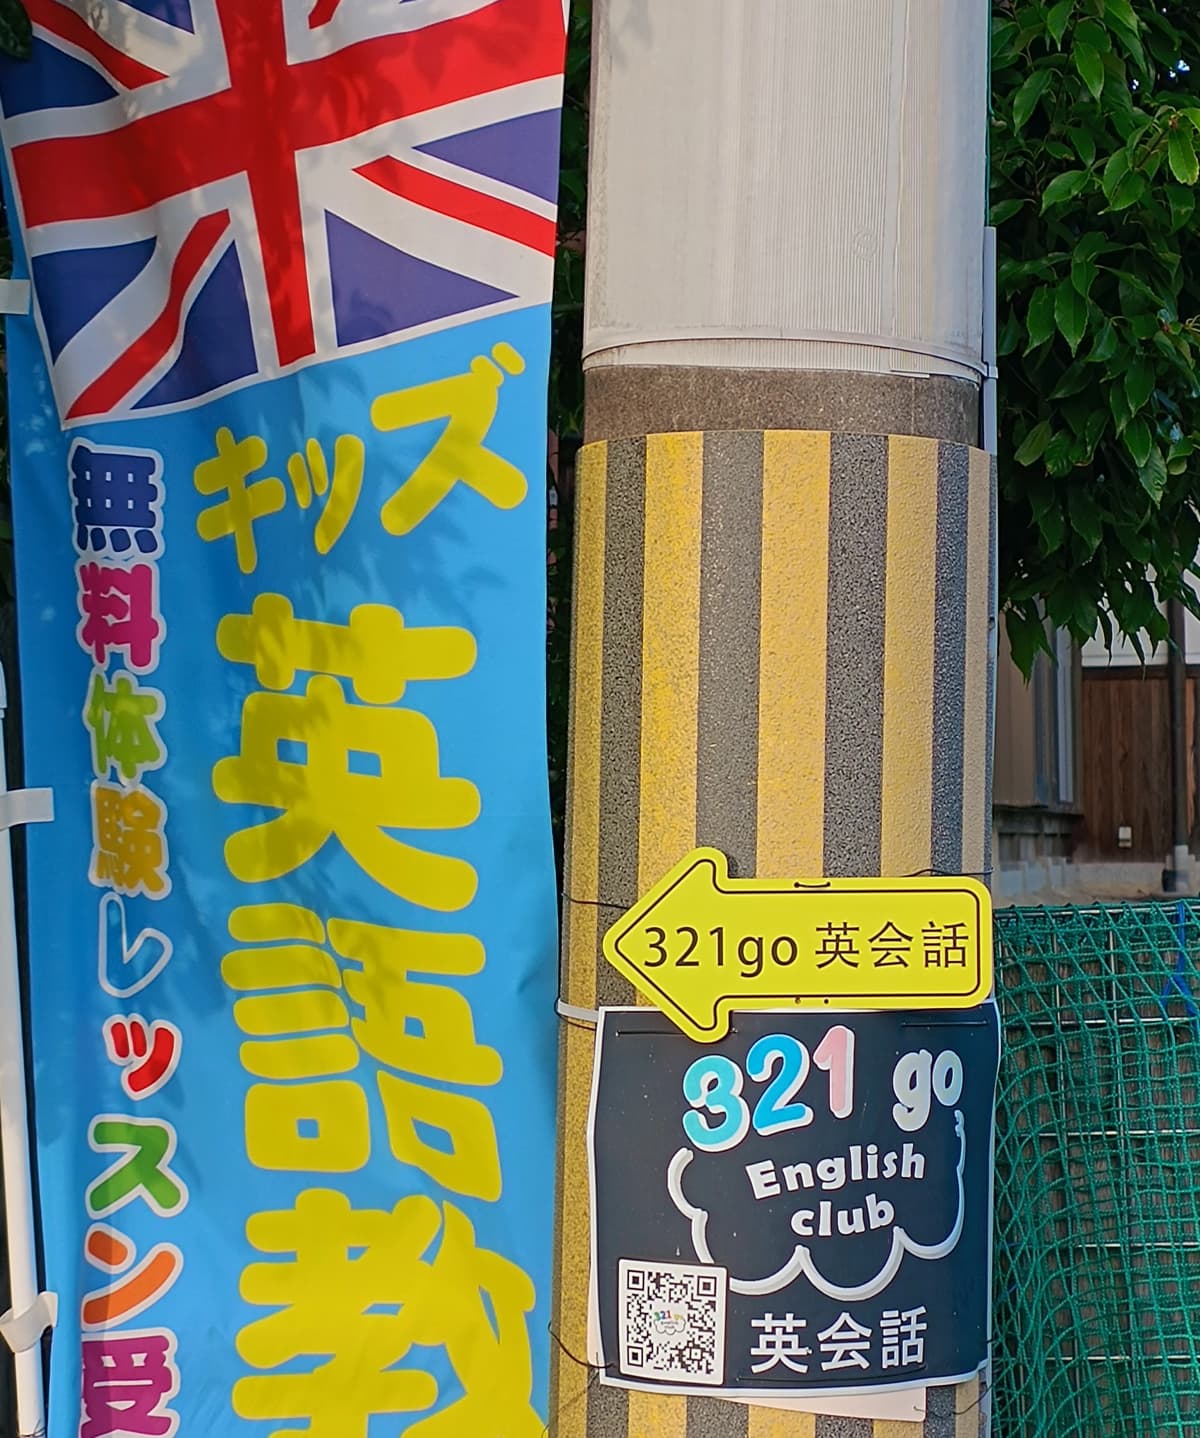 キッズ
英語教
無料体験レッスン受
321go 英会話
321 go
English
club
英会話